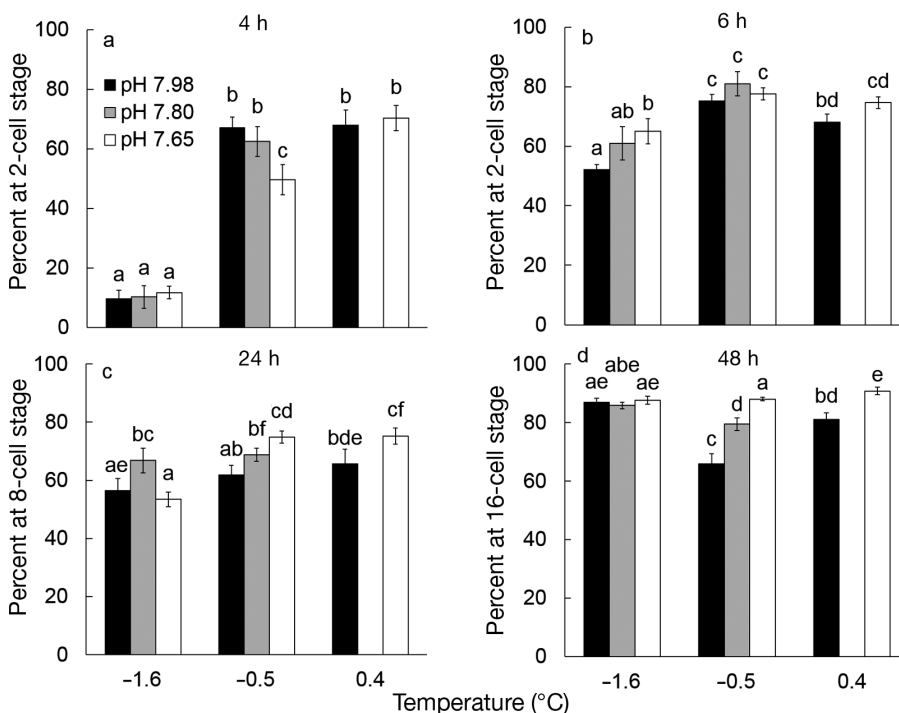 a
4 h
pH 7.98
pH 7.80
pH 7.65
Percent at 2-cell stage
100
80
60
40
20
0
a a a
b b c
b b
b
6 h
Percent at 2-cell stage
100
80
60
40
20
0
a ab b
c c c
bd cd
c
24 h
Percent at 8-cell stage
100
80
60
40
20
0
ae bc a
ab bf cd
bde cf
−1.6 −0.5 0.4
d
48 h
Percent at 16-cell stage
100
80
60
40
20
0
ae abe ae
c d a
bd e
−1.6 −0.5 0.4
Temperature (°C)